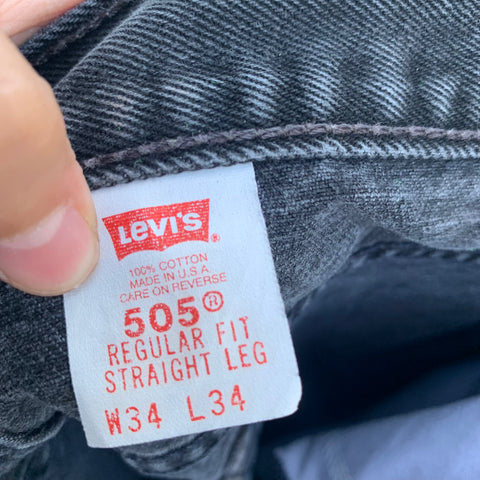 Levi's®
100% COTTON
MADE IN U.S.A
CARE ON REVERSE
505®
REGULAR FIT
STRAIGHT LEG
W34 L34